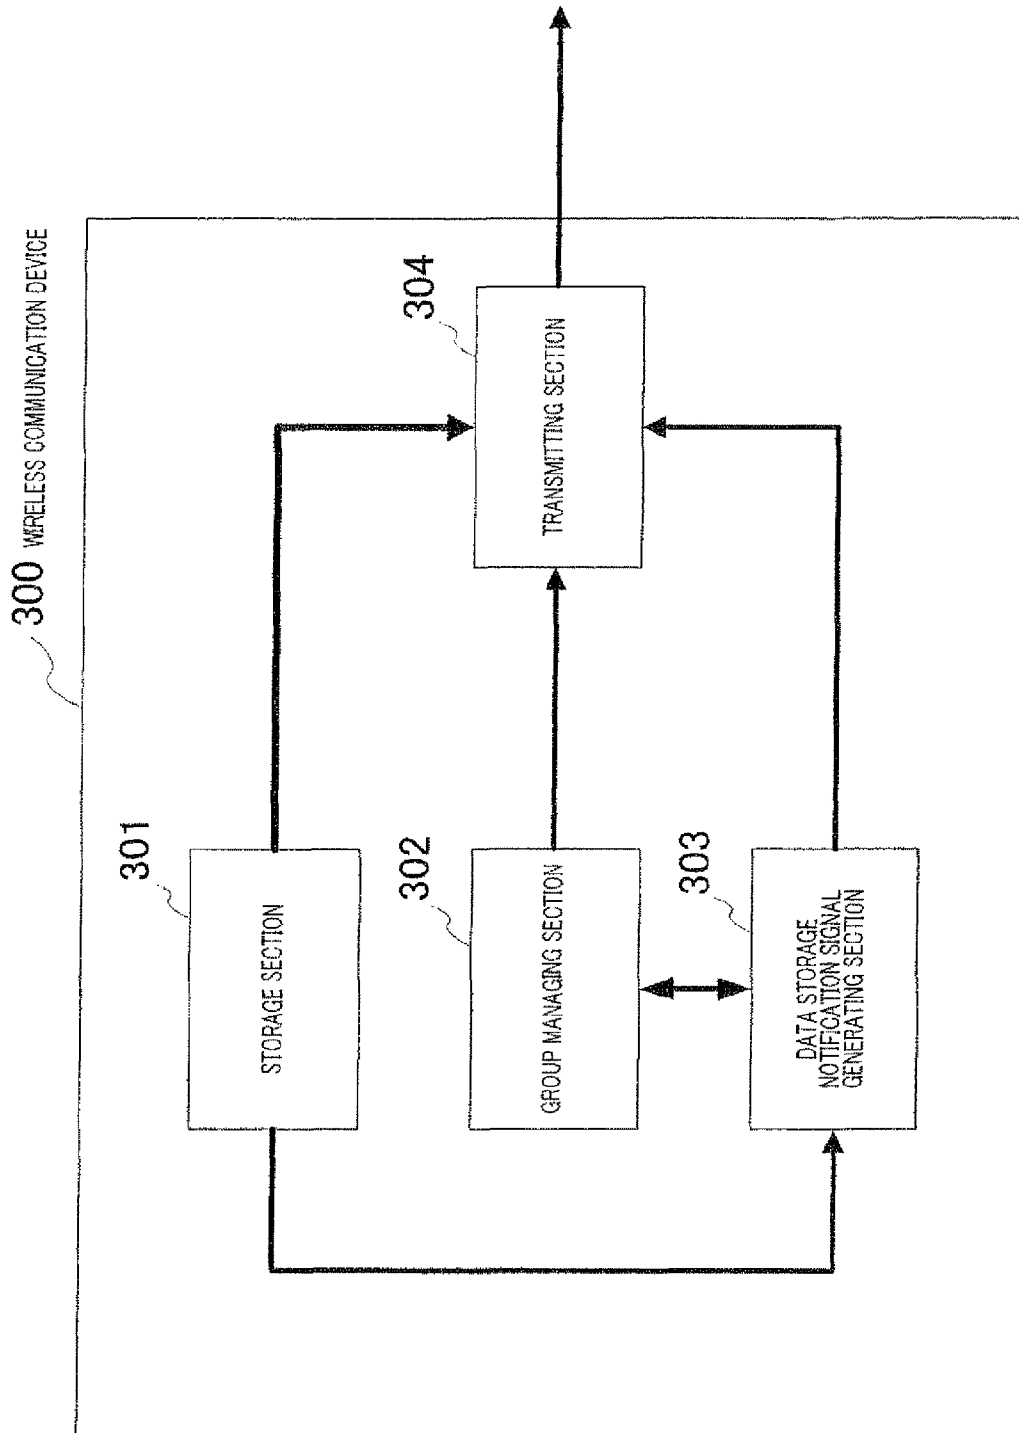 300 WIRELESS COMMUNICATION DEVICE
301
STORAGE SECTION
302
GROUP MANAGING SECTION
303
DATA STORAGE
NOTIFICATION SIGNAL
GENERATING SECTION
304
TRANSMITTING SECTION